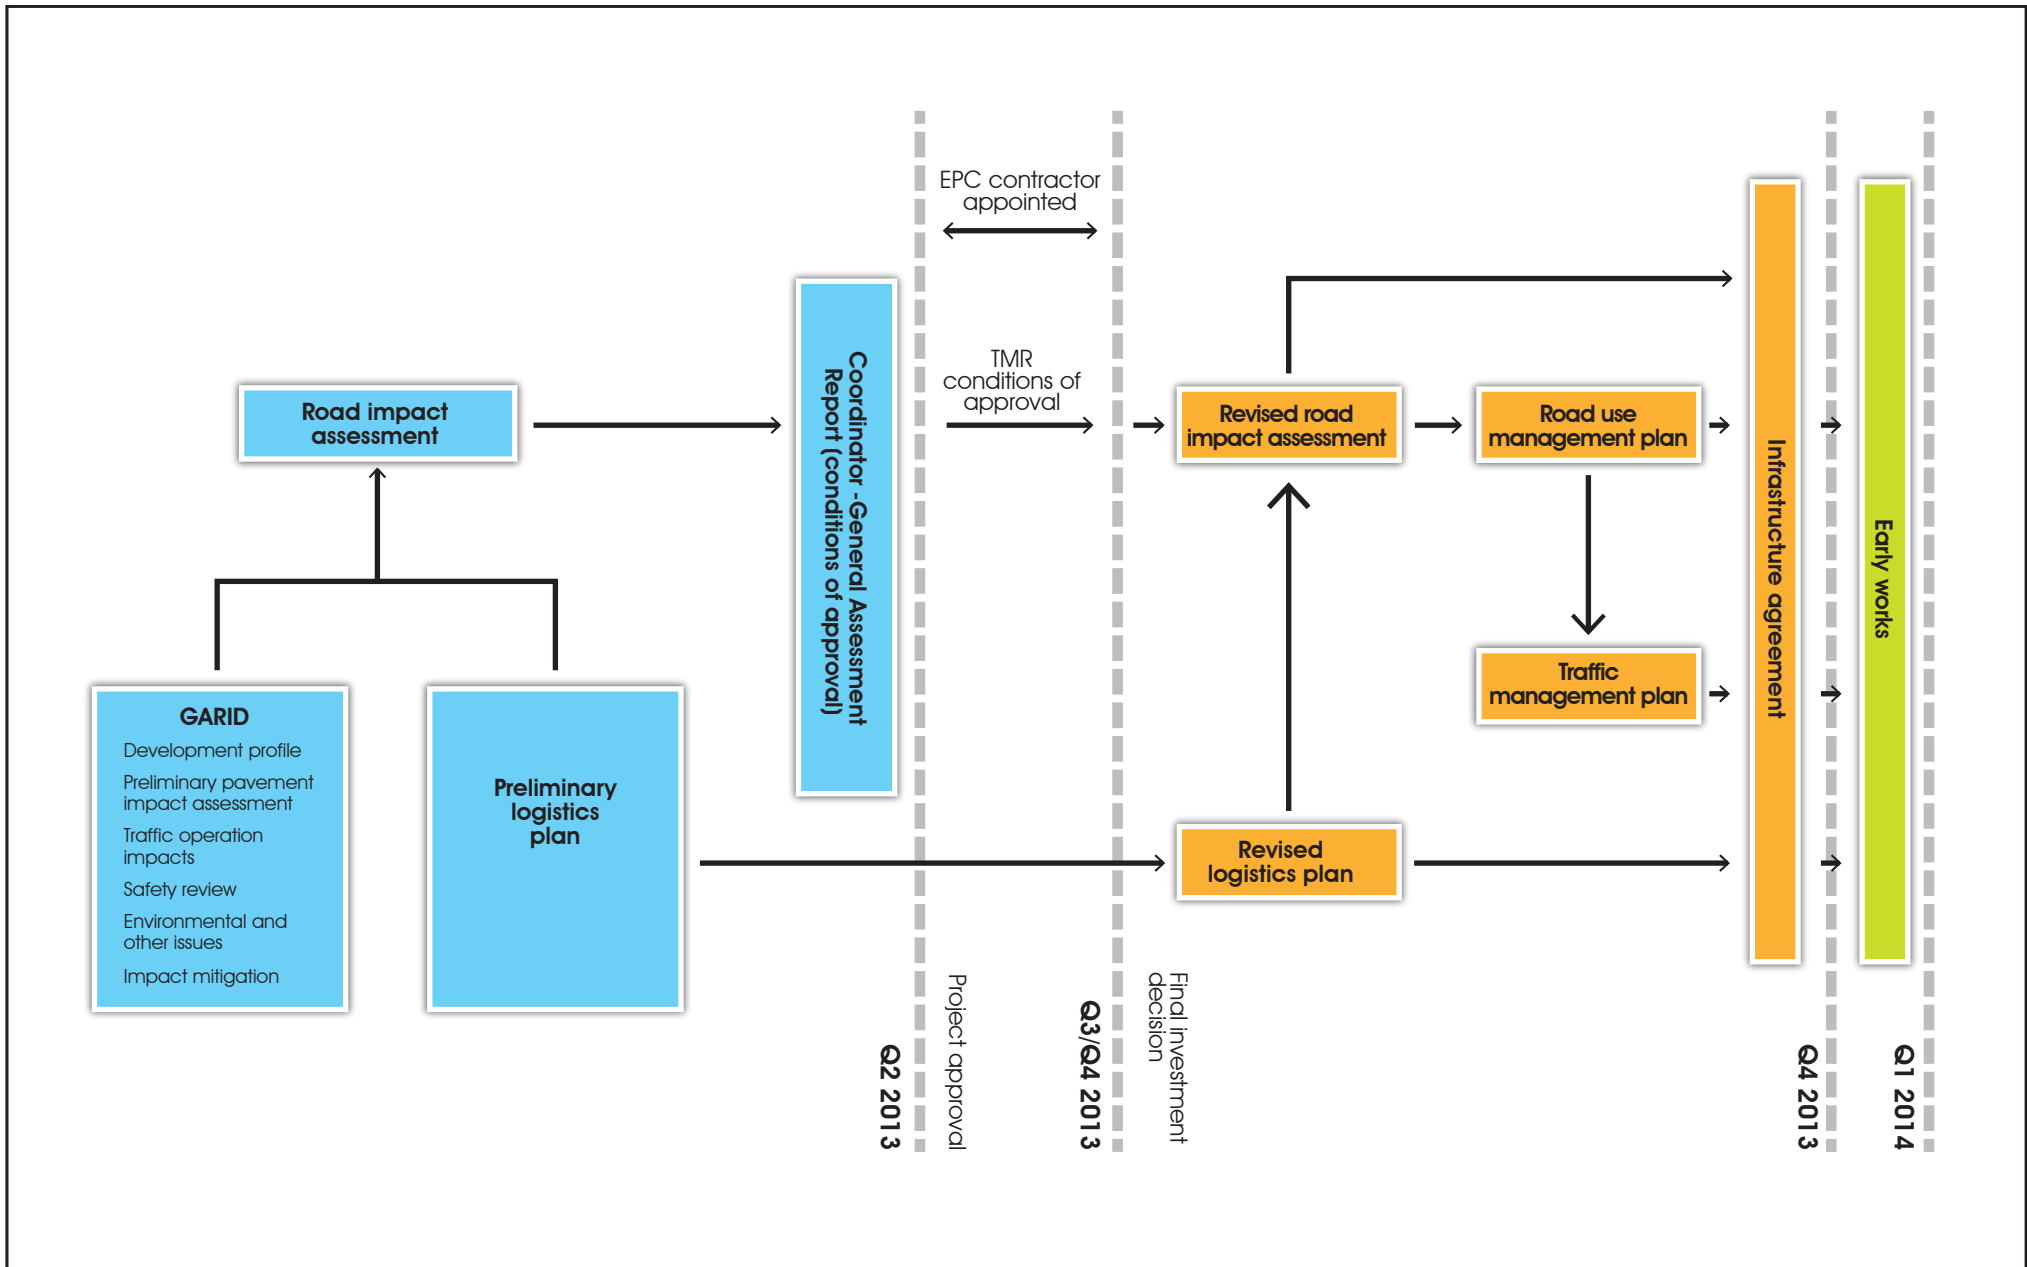 EPC contractor
appointed
TMR
conditions of
approval
Road impact
assessment
Coordinator -General Assessment
Report (conditions of approval)
Revised road
impact assessment
Road use
management plan
Infrastructure agreement
Early works
Traffic
management plan
GARID
Development profile
Preliminary pavement
impact assessment
Traffic operation
impacts
Safety review
Environmental and
other issues
Impact mitigation
Preliminary
logistics
plan
Revised
logistics plan
Q2 2013
Project approval
Q3/Q4 2013
Final investment
decision
Q4 2013
Q1 2014